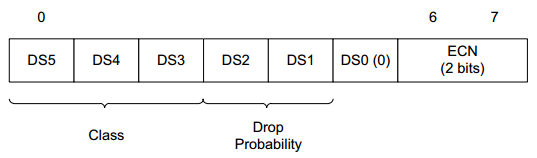 0 6 7
DS5 DS4 DS3 DS2 DS1 DS0 (0) ECN
(2 bits)
Class Drop
Probability